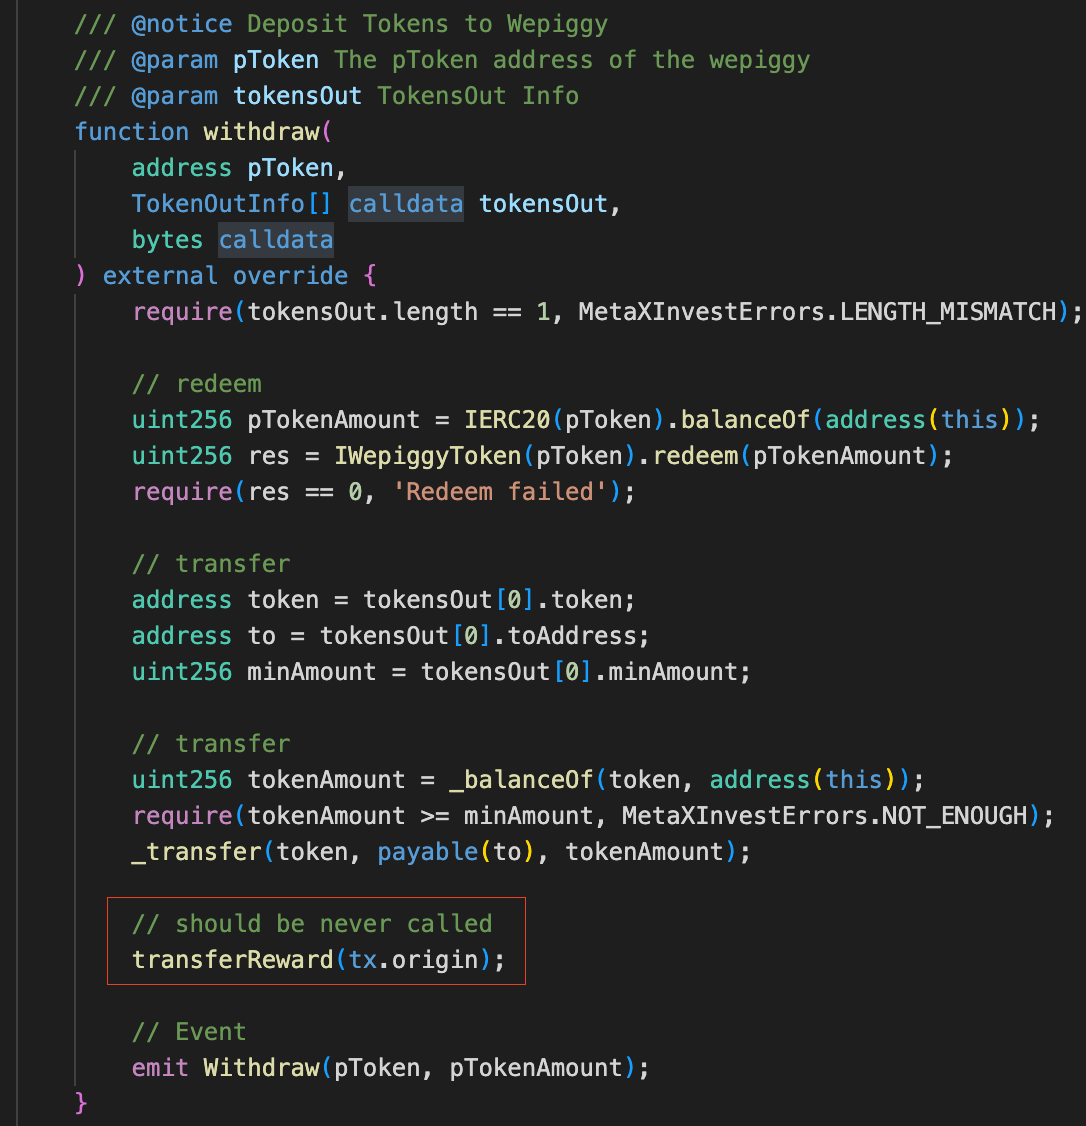 /// @notice Deposit Tokens to Wepiggy
/// @param pToken The pToken address of the wepiggy
/// @param tokensOut TokensOut Info
function withdraw(
address pToken,
TokenOutInfo[] calldata tokensOut,
bytes calldata
) external override {
require(tokensOut.length == 1, MetaXInvestErrors.LENGTH_MISMATCH);
// redeem
uint256 pTokenAmount = IERC20(pToken).balanceOf(address(this));
uint256 res = IWepiggyToken(pToken).redeem(pTokenAmount);
require(res == 0, 'Redeem failed');
// transfer
address token = tokensOut[0].token;
address to = tokensOut[0].toAddress;
uint256 minAmount = tokensOut[0].minAmount;
// transfer
uint256 tokenAmount = _balanceOf(token, address(this));
require(tokenAmount >= minAmount, MetaXInvestErrors.NOT_ENOUGH);
_transfer(token, payable(to), tokenAmount);
// should be never called
transferReward(tx.origin);
// Event
emit Withdraw(pToken, pTokenAmount);
}